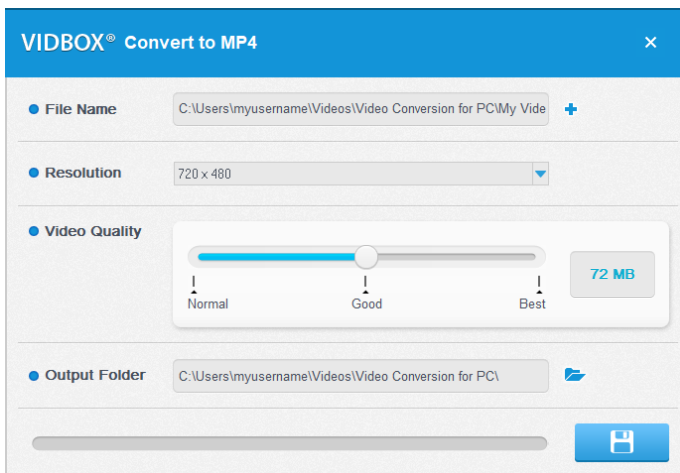 VIDBOX® Convert to MP4
File Name
C:\Users\myusername\Videos\Video Conversion for PC\My Vide
Resolution
720 x 480
Video Quality
72 MB
Normal Good Best
Output Folder
C:\Users\myusername\Videos\Video Conversion for PC\